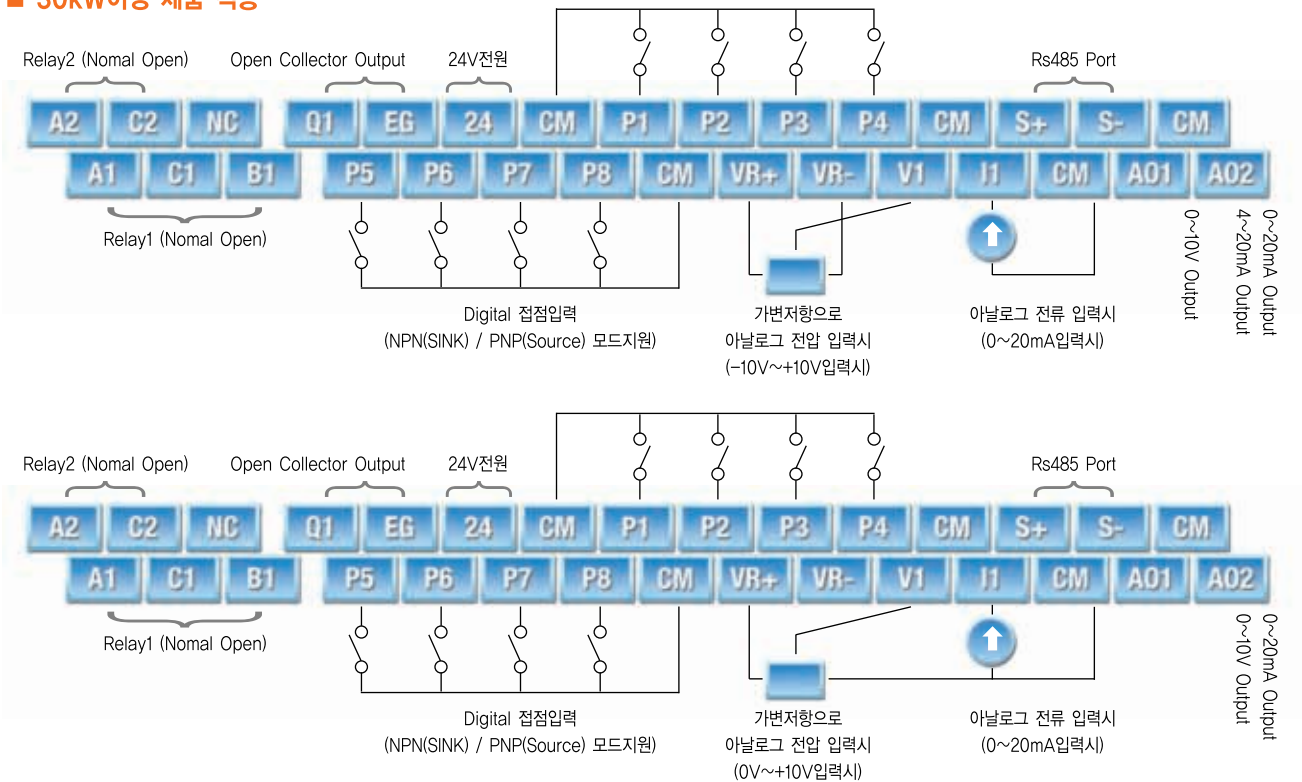 Relay2 (Nomal Open) Open Collector Output 24V전원 Rs485 Port
A2 C2 NC Q1 EG 24 CM P1 P2 P3 P4 CM S+ S- CM
A1 C1 B1 P5 P6 P7 P8 CM VR+ VR- V1 I1 CM AO1 AO2
Relay1 (Nomal Open)
Digital 접점입력
(NPN(SINK) / PNP(Source) 모드지원)
가변저항으로
아날로그 전압 입력시
(-10V~+10V입력시)
아날로그 전류 입력시
(0~20mA입력시)
0~10V Output
0~20mA Output
4~20mA Output
Relay2 (Nomal Open) Open Collector Output 24V전원 Rs485 Port
A2 C2 NC Q1 EG 24 CM P1 P2 P3 P4 CM S+ S- CM
A1 C1 B1 P5 P6 P7 P8 CM VR+ VR- V1 I1 CM AO1 AO2
Relay1 (Nomal Open)
Digital 접점입력
(NPN(SINK) / PNP(Source) 모드지원)
가변저항으로
아날로그 전압 입력시
(0V~+10V입력시)
아날로그 전류 입력시
(0~20mA입력시)
0~20mA Output
0~10V Output